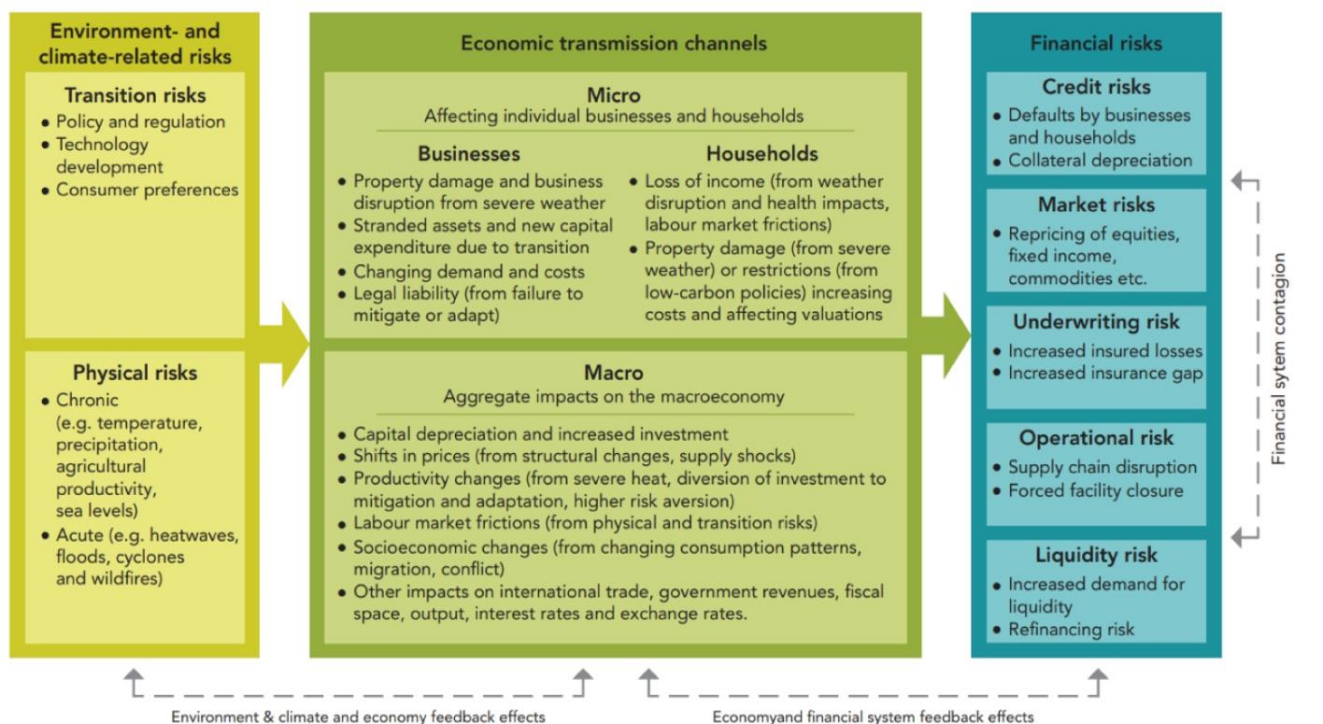 Environment- and
climate-related risks
Transition risks
● Policy and regulation
● Technology
development
● Consumer preferences
Physical risks
● Chronic
(e.g. temperature,
precipitation,
agricultural
productivity,
sea levels)
● Acute (e.g. heatwaves,
floods, cyclones
and wildfires)
Economic transmission channels
Micro
Affecting individual businesses and households
Businesses
● Property damage and business
disruption from severe weather
● Stranded assets and new capital
expenditure due to transition
● Changing demand and costs
● Legal liability (from failure to
mitigate or adapt)
Households
● Loss of income (from weather
disruption and health impacts,
labour market frictions)
● Property damage (from severe
weather) or restrictions (from
low-carbon policies) increasing
costs and affecting valuations
Macro
Aggregate impacts on the macroeconomy
● Capital depreciation and increased investment
● Shifts in prices (from structural changes, supply shocks)
● Productivity changes (from severe heat, diversion of investment to
mitigation and adaptation, higher risk aversion)
● Labour market frictions (from physical and transition risks)
● Socioeconomic changes (from changing consumption patterns,
migration, conflict)
● Other impacts on international trade, government revenues, fiscal
space, output, interest rates and exchange rates.
Financial risks
Credit risks
● Defaults by businesses
and households
● Collateral depreciation
Market risks
● Repricing of equities,
fixed income,
commodities etc.
Underwriting risk
● Increased insured losses
● Increased insurance gap
Operational risk
● Supply chain disruption
● Forced facility closure
Liquidity risk
● Increased demand for
liquidity
● Refinancing risk
Financial sytem contagion
Environment & climate and economy feedback effects
Economyand financial system feedback effects